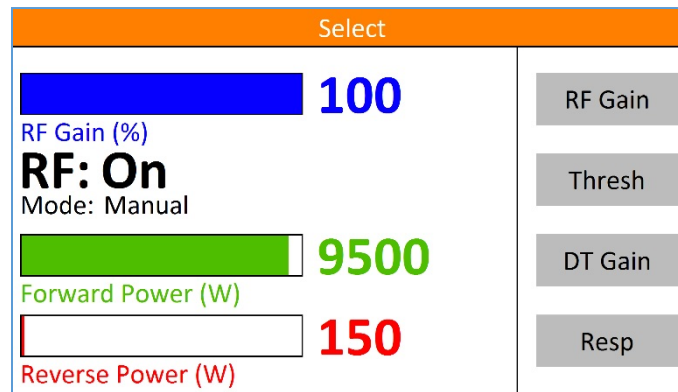 Select
100
RF Gain (%)
RF: On
Mode: Manual
9500
Forward Power (W)
150
Reverse Power (W)
RF Gain
Thresh
DT Gain
Resp